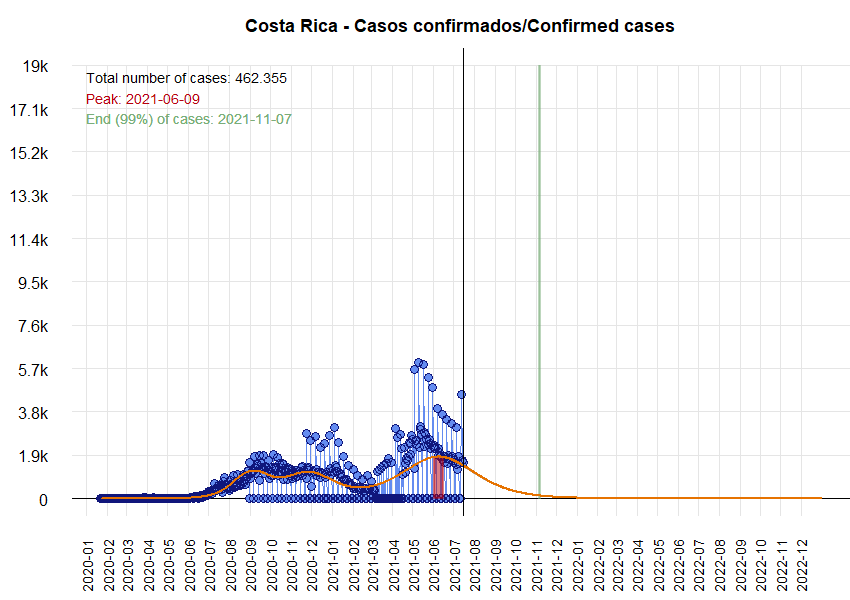 Costa Rica - Casos confirmados/Confirmed cases
Total number of cases: 462.355
Peak: 2021-06-09
End (99%) of cases: 2021-11-07
19k
17.1k
15.2k
13.3k
11.4k
9.5k
7.6k
5.7k
3.8k
1.9k
0
2020-01
2020-02
2020-03
2020-04
2020-05
2020-06
2020-07
2020-08
2020-09
2020-10
2020-11
2020-12
2021-01
2021-02
2021-03
2021-04
2021-05
2021-06
2021-07
2021-08
2021-09
2021-10
2021-11
2021-12
2022-01
2022-02
2022-03
2022-04
2022-05
2022-06
2022-07
2022-08
2022-09
2022-10
2022-11
2022-12